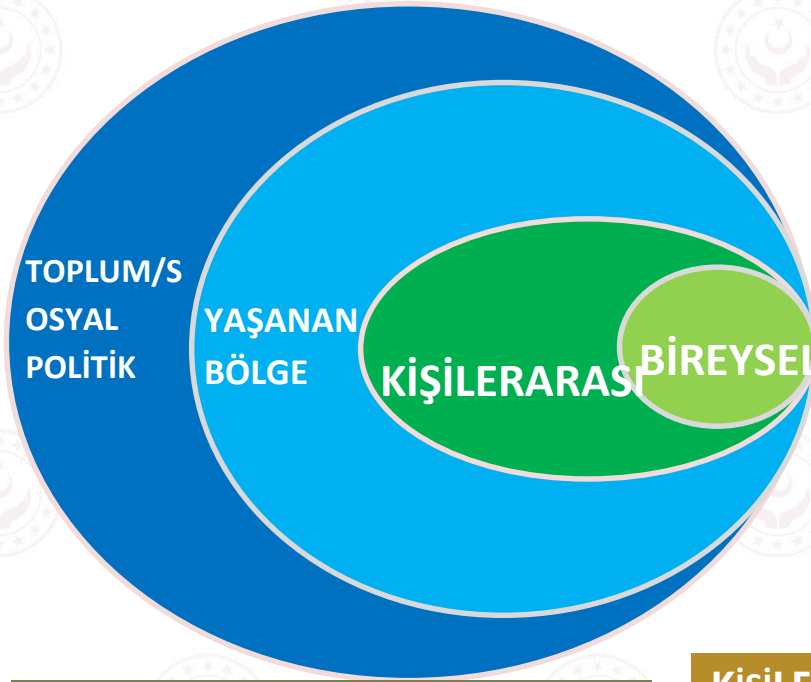 TOPLUM/S
OSYAL
POLİTİK
YAŞANAN
BÖLGE
KİŞİLERARASI
BİREYSEL